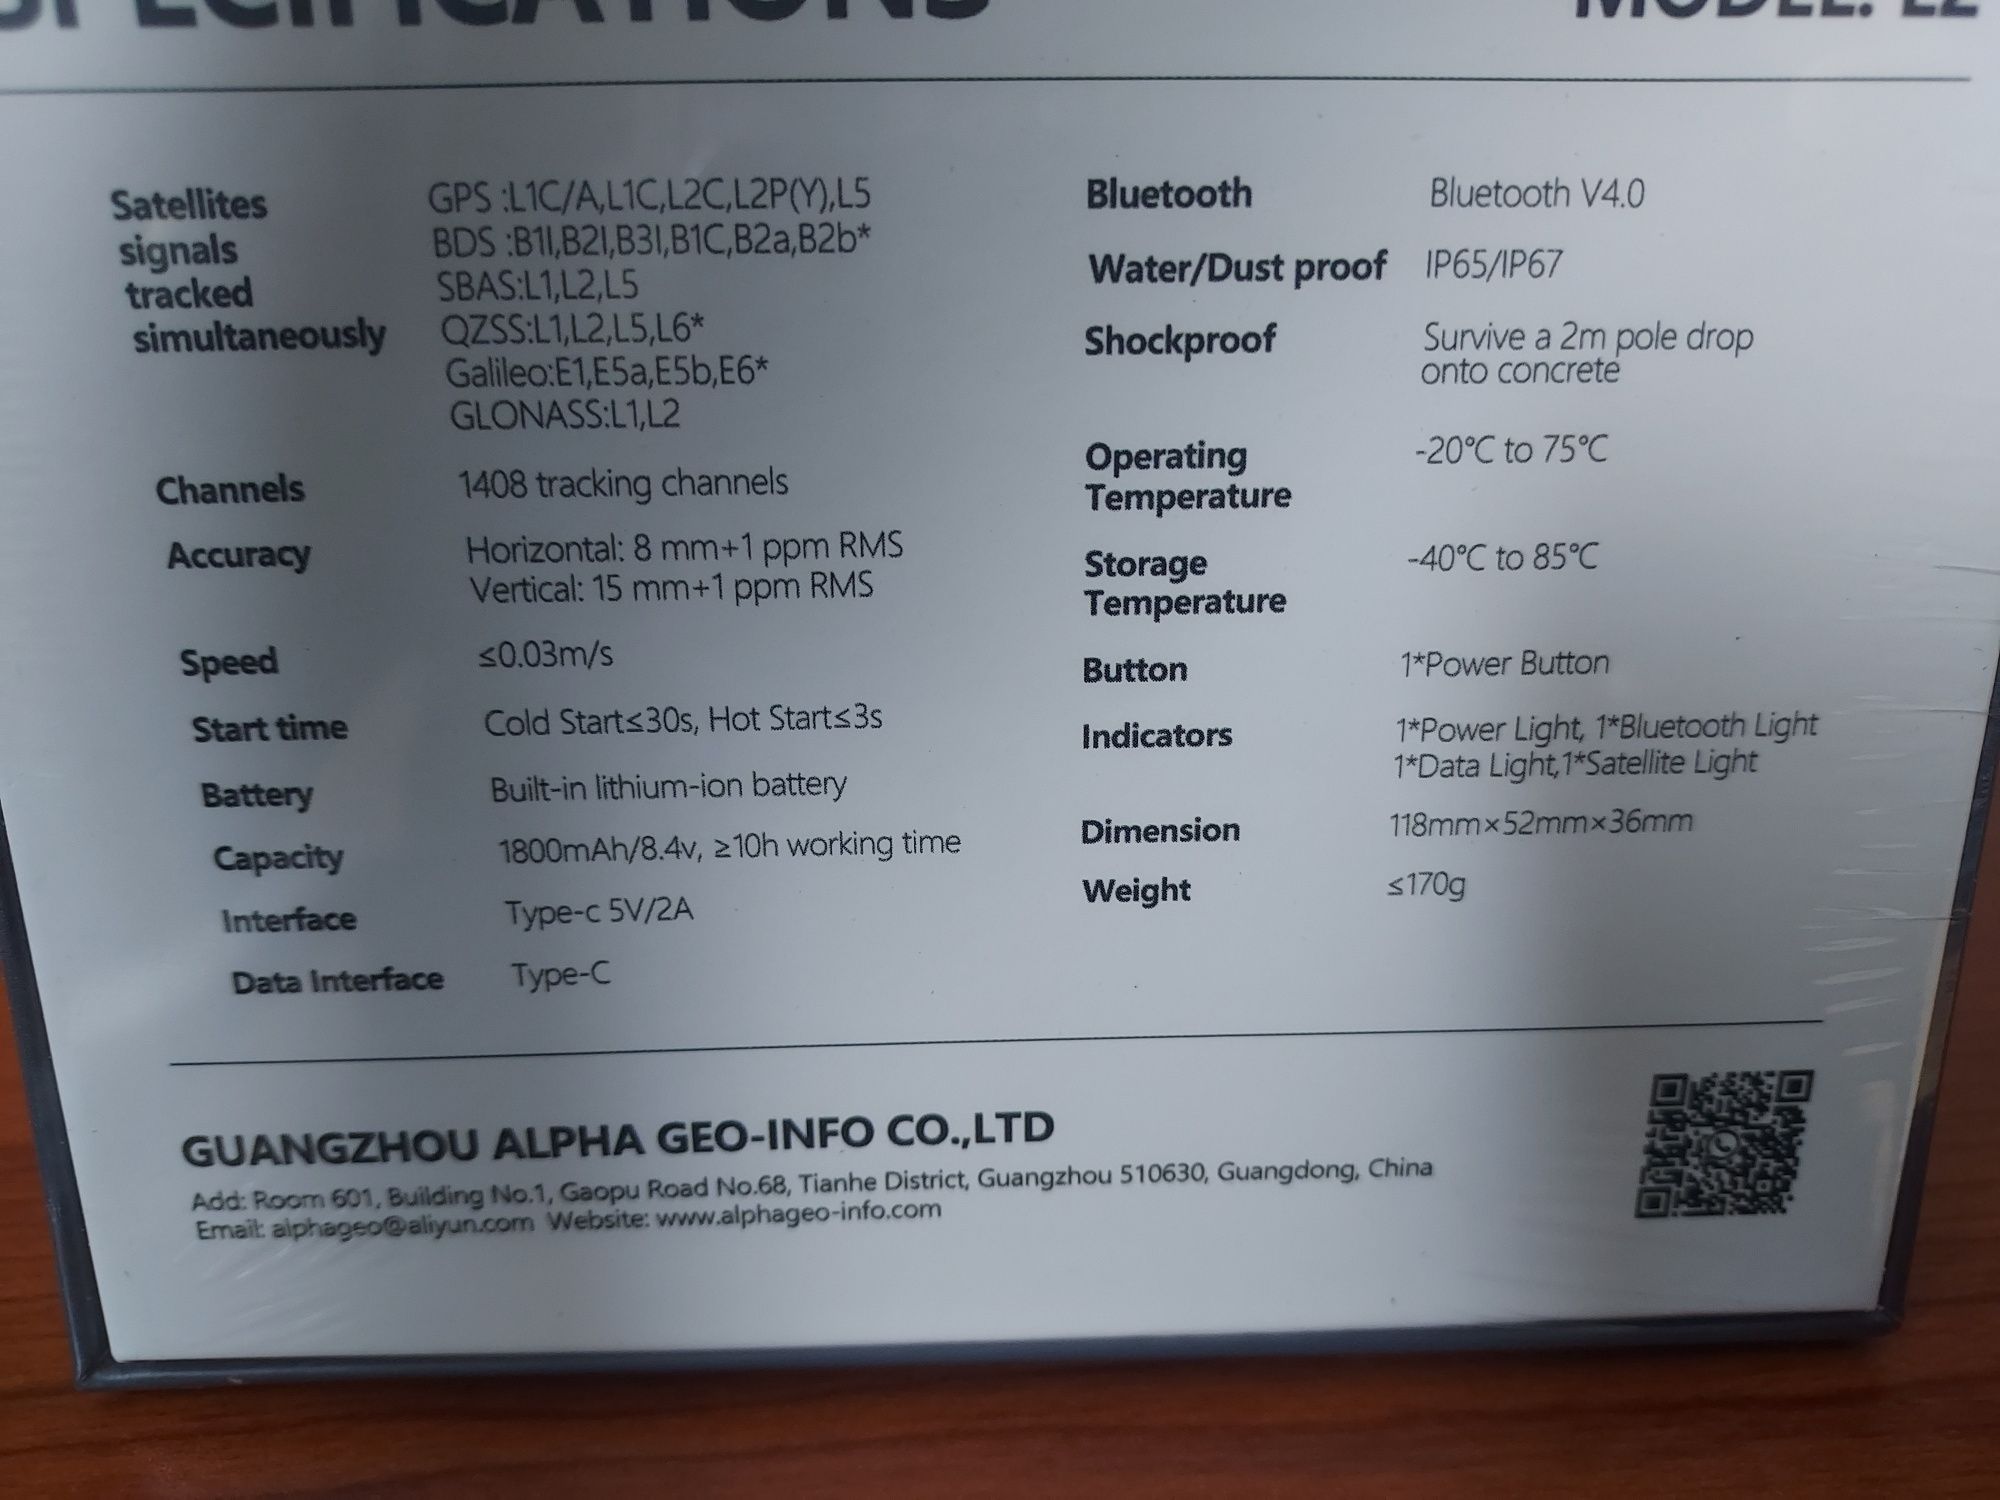 SPECIFICATIONS
MODEL: L2
Satellites
signals
tracked
simultaneously
GPS :L1C/A,L1C,L2C,L2P(Y),L5
BDS :B1I,B2I,B3I,B1C,B2a,B2b*
SBAS:L1,L2,L5
QZSS:L1,L2,L5,L6*
Galileo:E1,E5a,E5b,E6*
GLONASS:L1,L2
Channels
1408 tracking channels
Accuracy
Horizontal: 8 mm+1 ppm RMS
Vertical: 15 mm+1 ppm RMS
Speed
≤0.03m/s
Start time
Cold Start≤30s, Hot Start≤3s
Battery
Built-in lithium-ion battery
Capacity
1800mAh/8.4v, ≥10h working time
Interface
Type-c 5V/2A
Data Interface
Type-C
Bluetooth
Bluetooth V4.0
Water/Dust proof
IP65/IP67
Shockproof
Survive a 2m pole drop
onto concrete
Operating
Temperature
-20°C to 75°C
Storage
Temperature
-40°C to 85°C
Button
1*Power Button
Indicators
1*Power Light, 1*Bluetooth Light
1*Data Light,1*Satellite Light
Dimension
118mm×52mm×36mm
Weight
≤170g
GUANGZHOU ALPHA GEO-INFO CO.,LTD
Add: Room 601, Building No.1, Gaopu Road No.68, Tianhe District, Guangzhou 510630, Guangdong, China
Email: alphageo@aliyun.com Website: www.alphageo-info.com